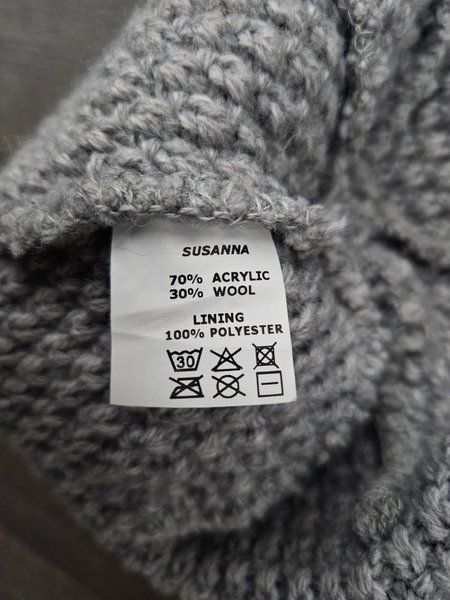 SUSANNA
70% ACRYLIC
30% WOOL
LINING
100% POLYESTER
30